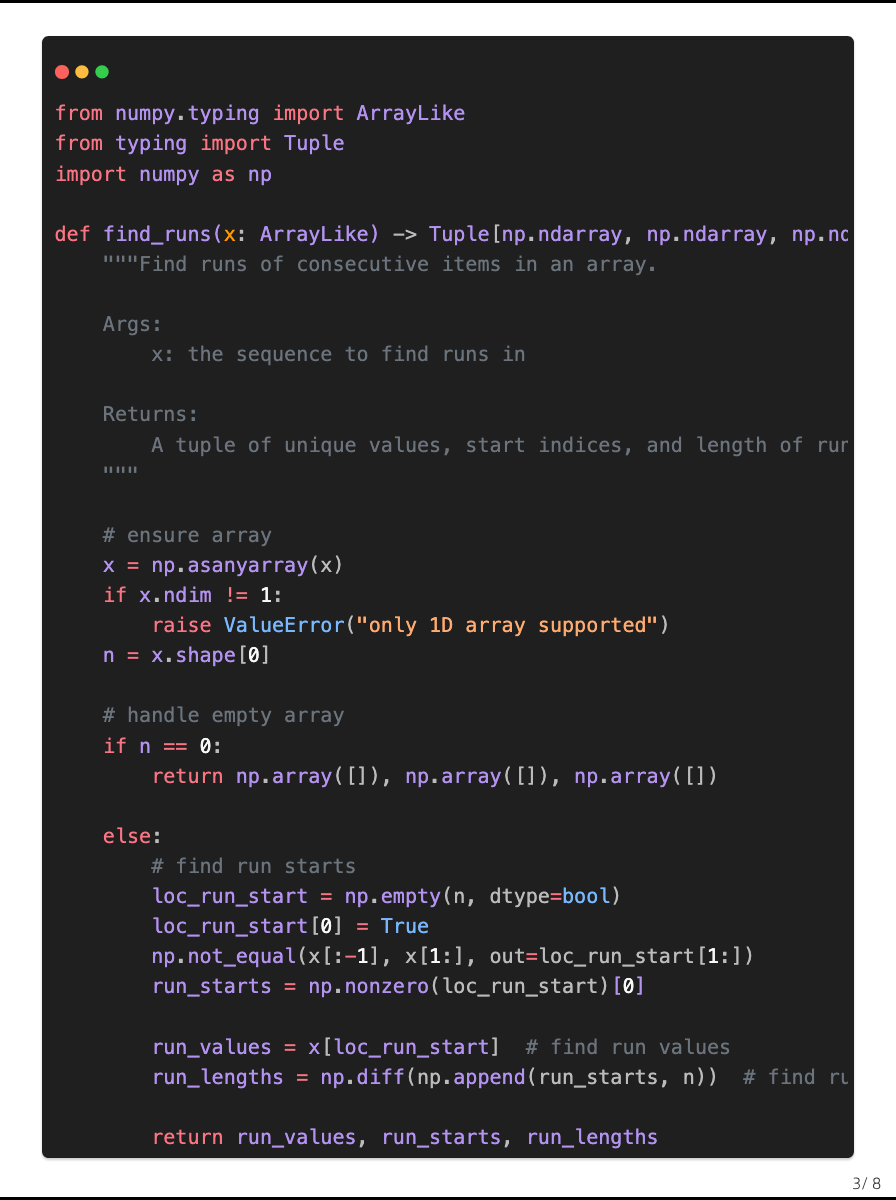 from numpy.typing import ArrayLike
from typing import Tuple
import numpy as np

def find_runs(x: ArrayLike) -> Tuple[np.ndarray, np.ndarray, np.nd
    """Find runs of consecutive items in an array.

    Args:
        x: the sequence to find runs in

    Returns:
        A tuple of unique values, start indices, and length of run
    """

    # ensure array
    x = np.asanyarray(x)
    if x.ndim != 1:
        raise ValueError("only 1D array supported")
    n = x.shape[0]

    # handle empty array
    if n == 0:
        return np.array([]), np.array([]), np.array([])

    else:
        # find run starts
        loc_run_start = np.empty(n, dtype=bool)
        loc_run_start[0] = True
        np.not_equal(x[:-1], x[1:], out=loc_run_start[1:])
        run_starts = np.nonzero(loc_run_start)[0]

        run_values = x[loc_run_start]  # find run values
        run_lengths = np.diff(np.append(run_starts, n))  # find ru

        return run_values, run_starts, run_lengths
3/ 8